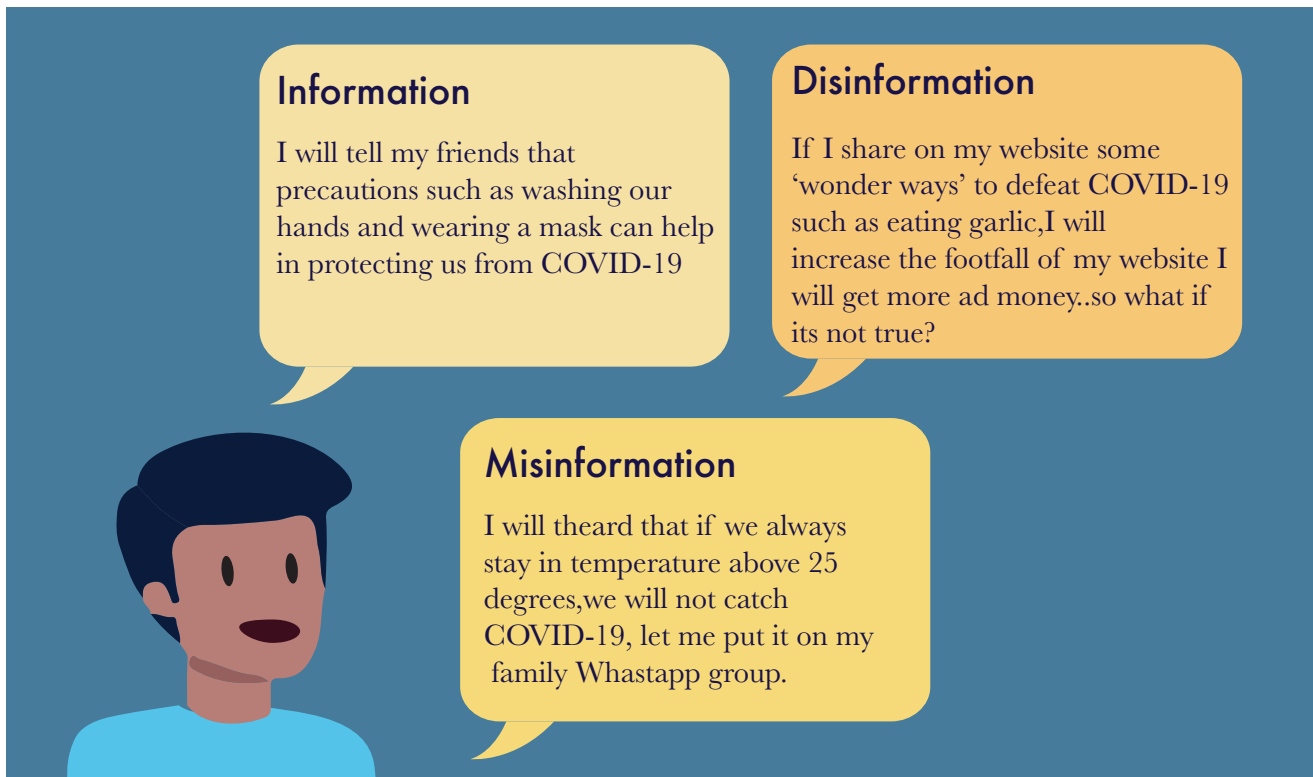 Information
I will tell my friends that
precautions such as washing our
hands and wearing a mask can help
in protecting us from COVID-19
Disinformation
If I share on my website some
‘wonder ways’ to defeat COVID-19
such as eating garlic,I will
increase the footfall of my website I
will get more ad money..so what if
its not true?
Misinformation
I will theard that if we always
stay in temperature above 25
degrees,we will not catch
COVID-19, let me put it on my
family Whastapp group.